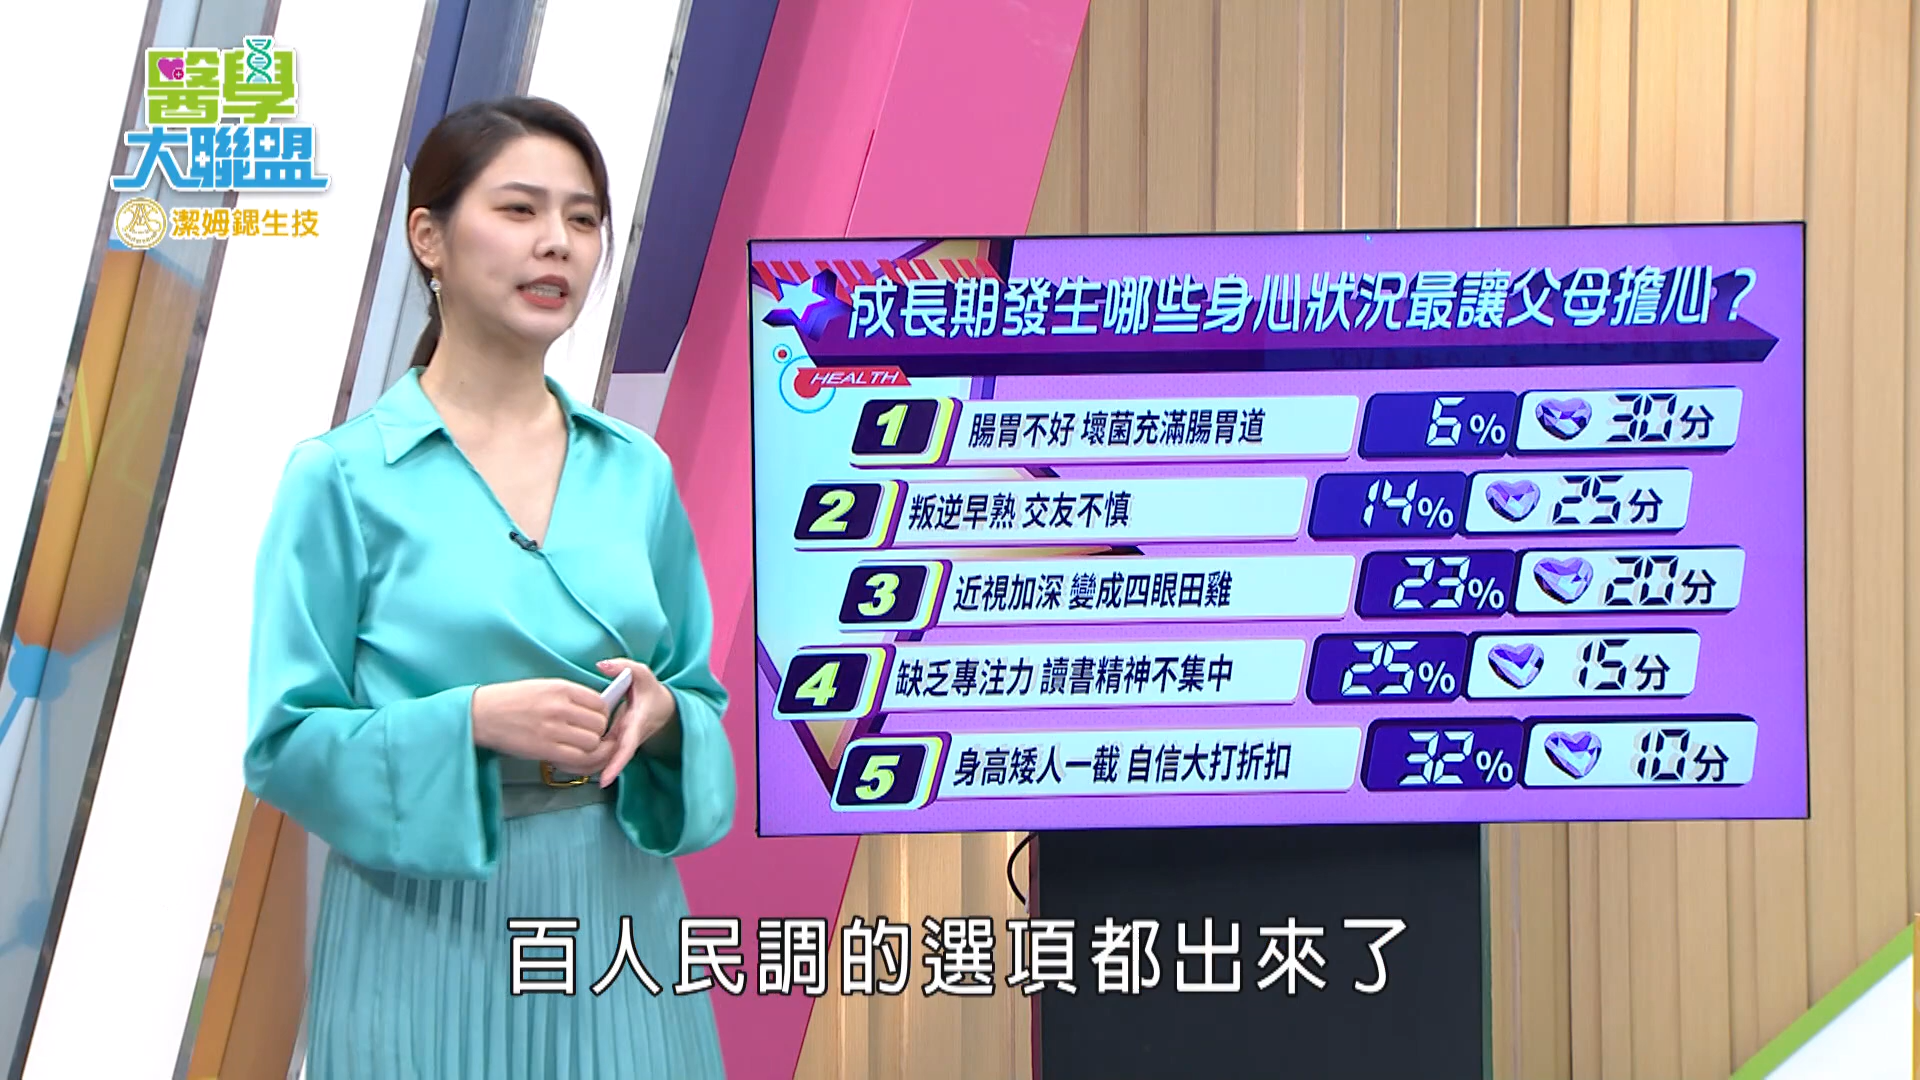 醫學
大聯盟
潔姆鍶生技
成長期發生哪些身心狀況最讓父母擔心？
HEALTH
1 腸胃不好 壞菌充滿腸胃道 6% 30分
2 叛逆早熟 交友不慎 14% 25分
3 近視加深 變成四眼田雞 23% 20分
4 缺乏專注力 讀書精神不集中 25% 15分
5 身高矮人一截 自信大打折扣 32% 10分
百人民調的選項都出來了